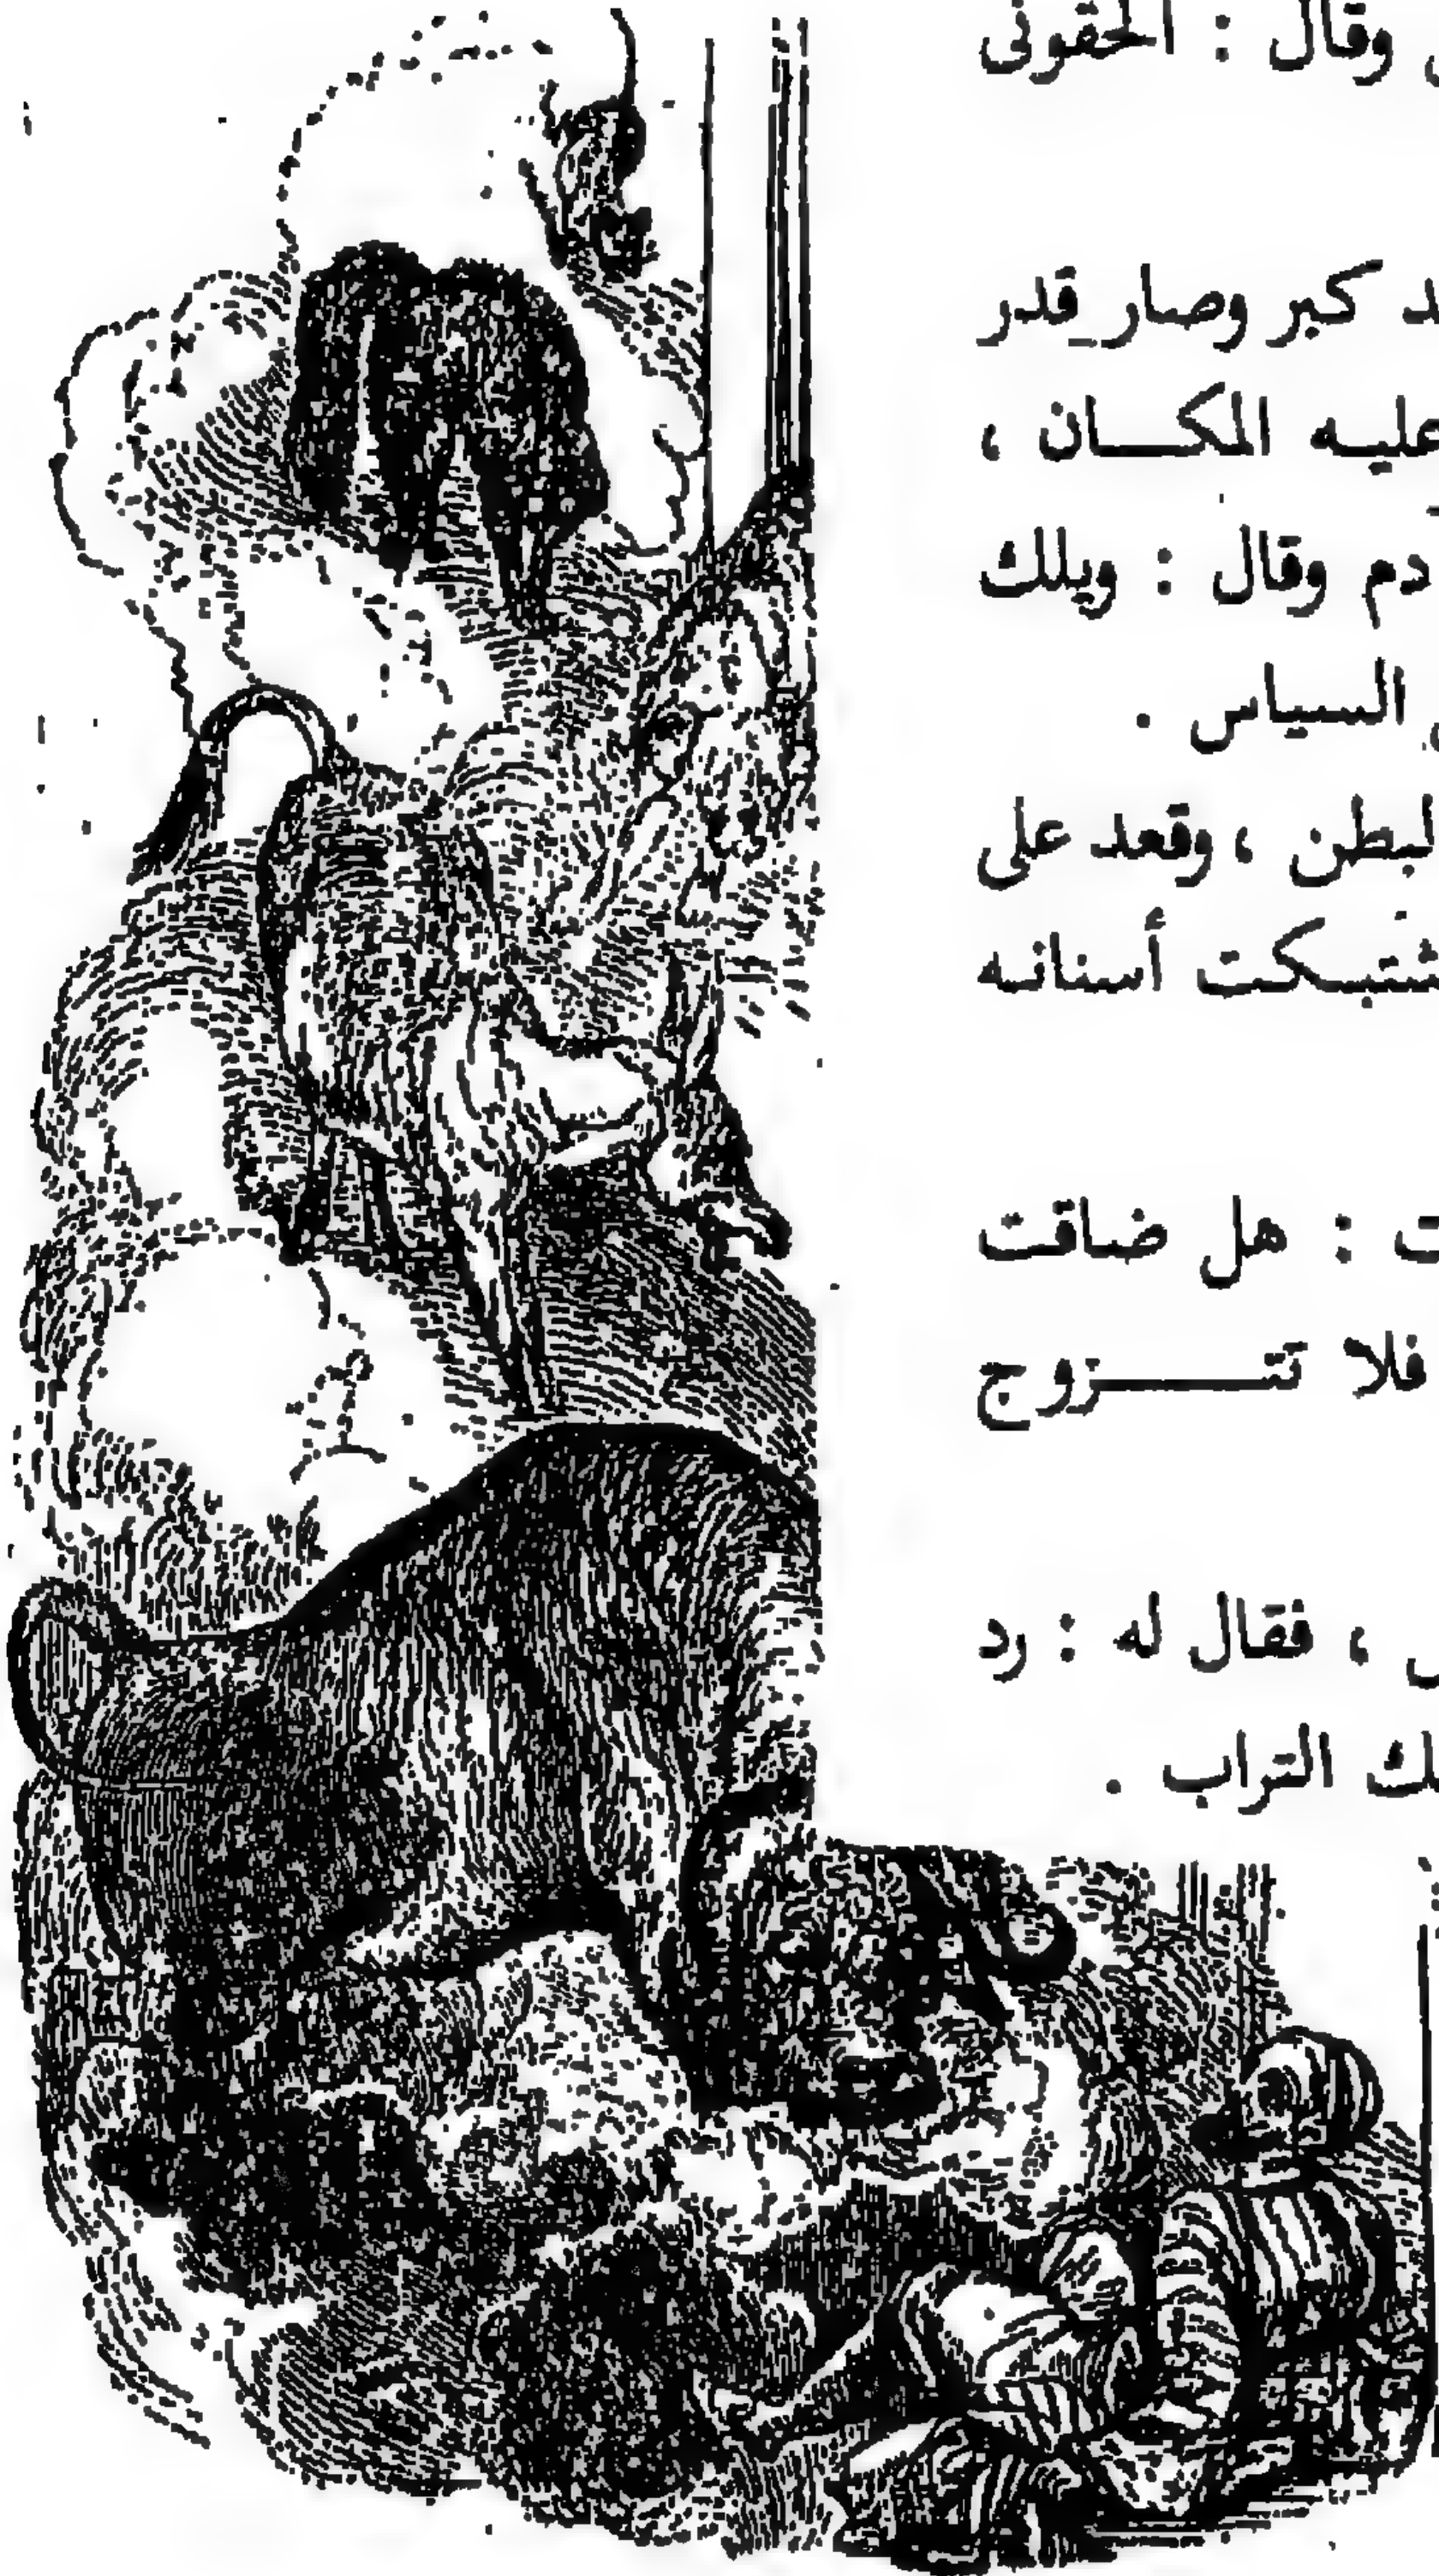 وقال : الحقونى
كبر وصار قدر
عليه المكان ،
دم وقال : ويلك
السياس .
لبطن ، وقعد على
شتبكت أسنانه
ت : هل ضاقت
فلا تتزوج
، فقال له : رد
لك التراب .